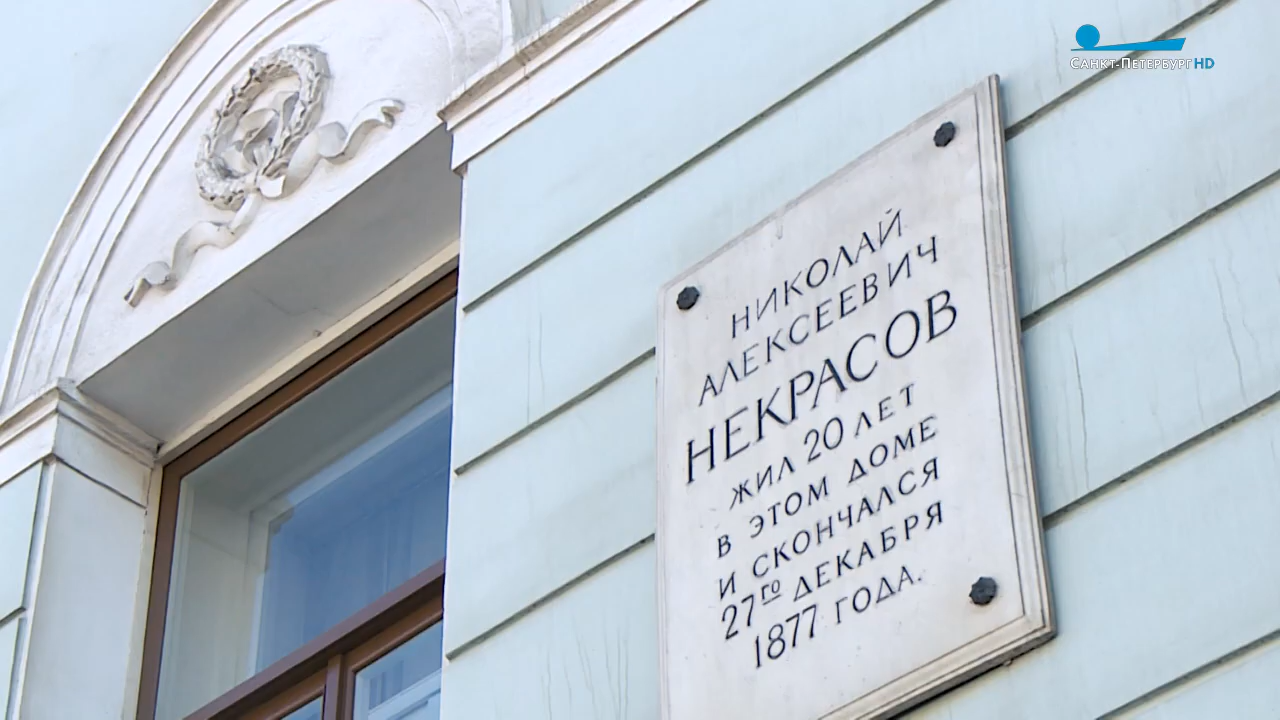 Санкт-Петербург HD
НИКОЛАЙ
АЛЕКСЕЕВИЧ
НЕКРАСОВ
ЖИЛ 20 ЛЕТ
В ЭТОМ ДОМЕ
И СКОНЧАЛСЯ
27ГО ДЕКАБРЯ
1877 ГОДА.